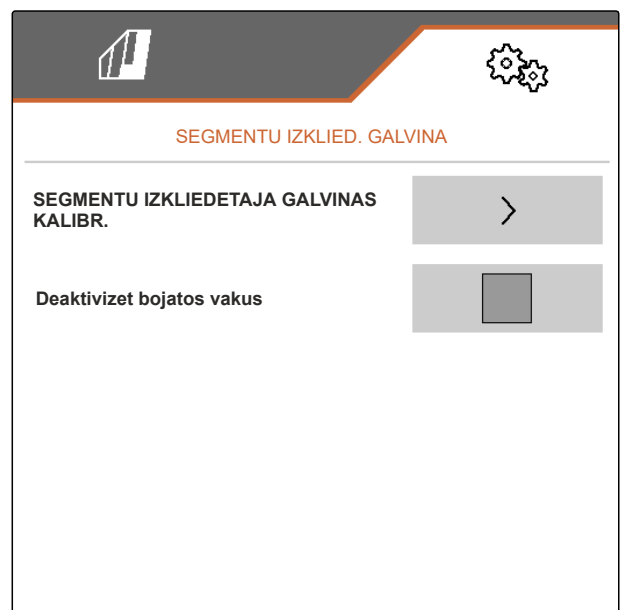 SEGMENTU IZKLIED. GALVINA
SEGMENTU IZKLIEDETAJA GALVINAS
KALIBR.
Deaktivizet bojatos vakus